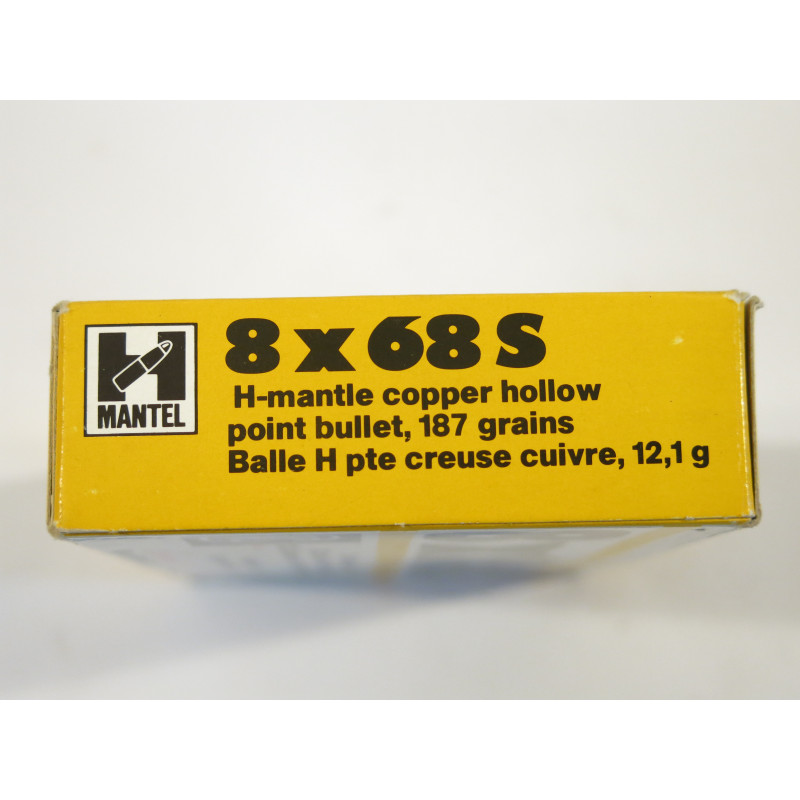 H
MANTEL
8 x 68 S
H-mantle copper hollow
point bullet, 187 grains
Balle H pte creuse cuivre, 12,1 g